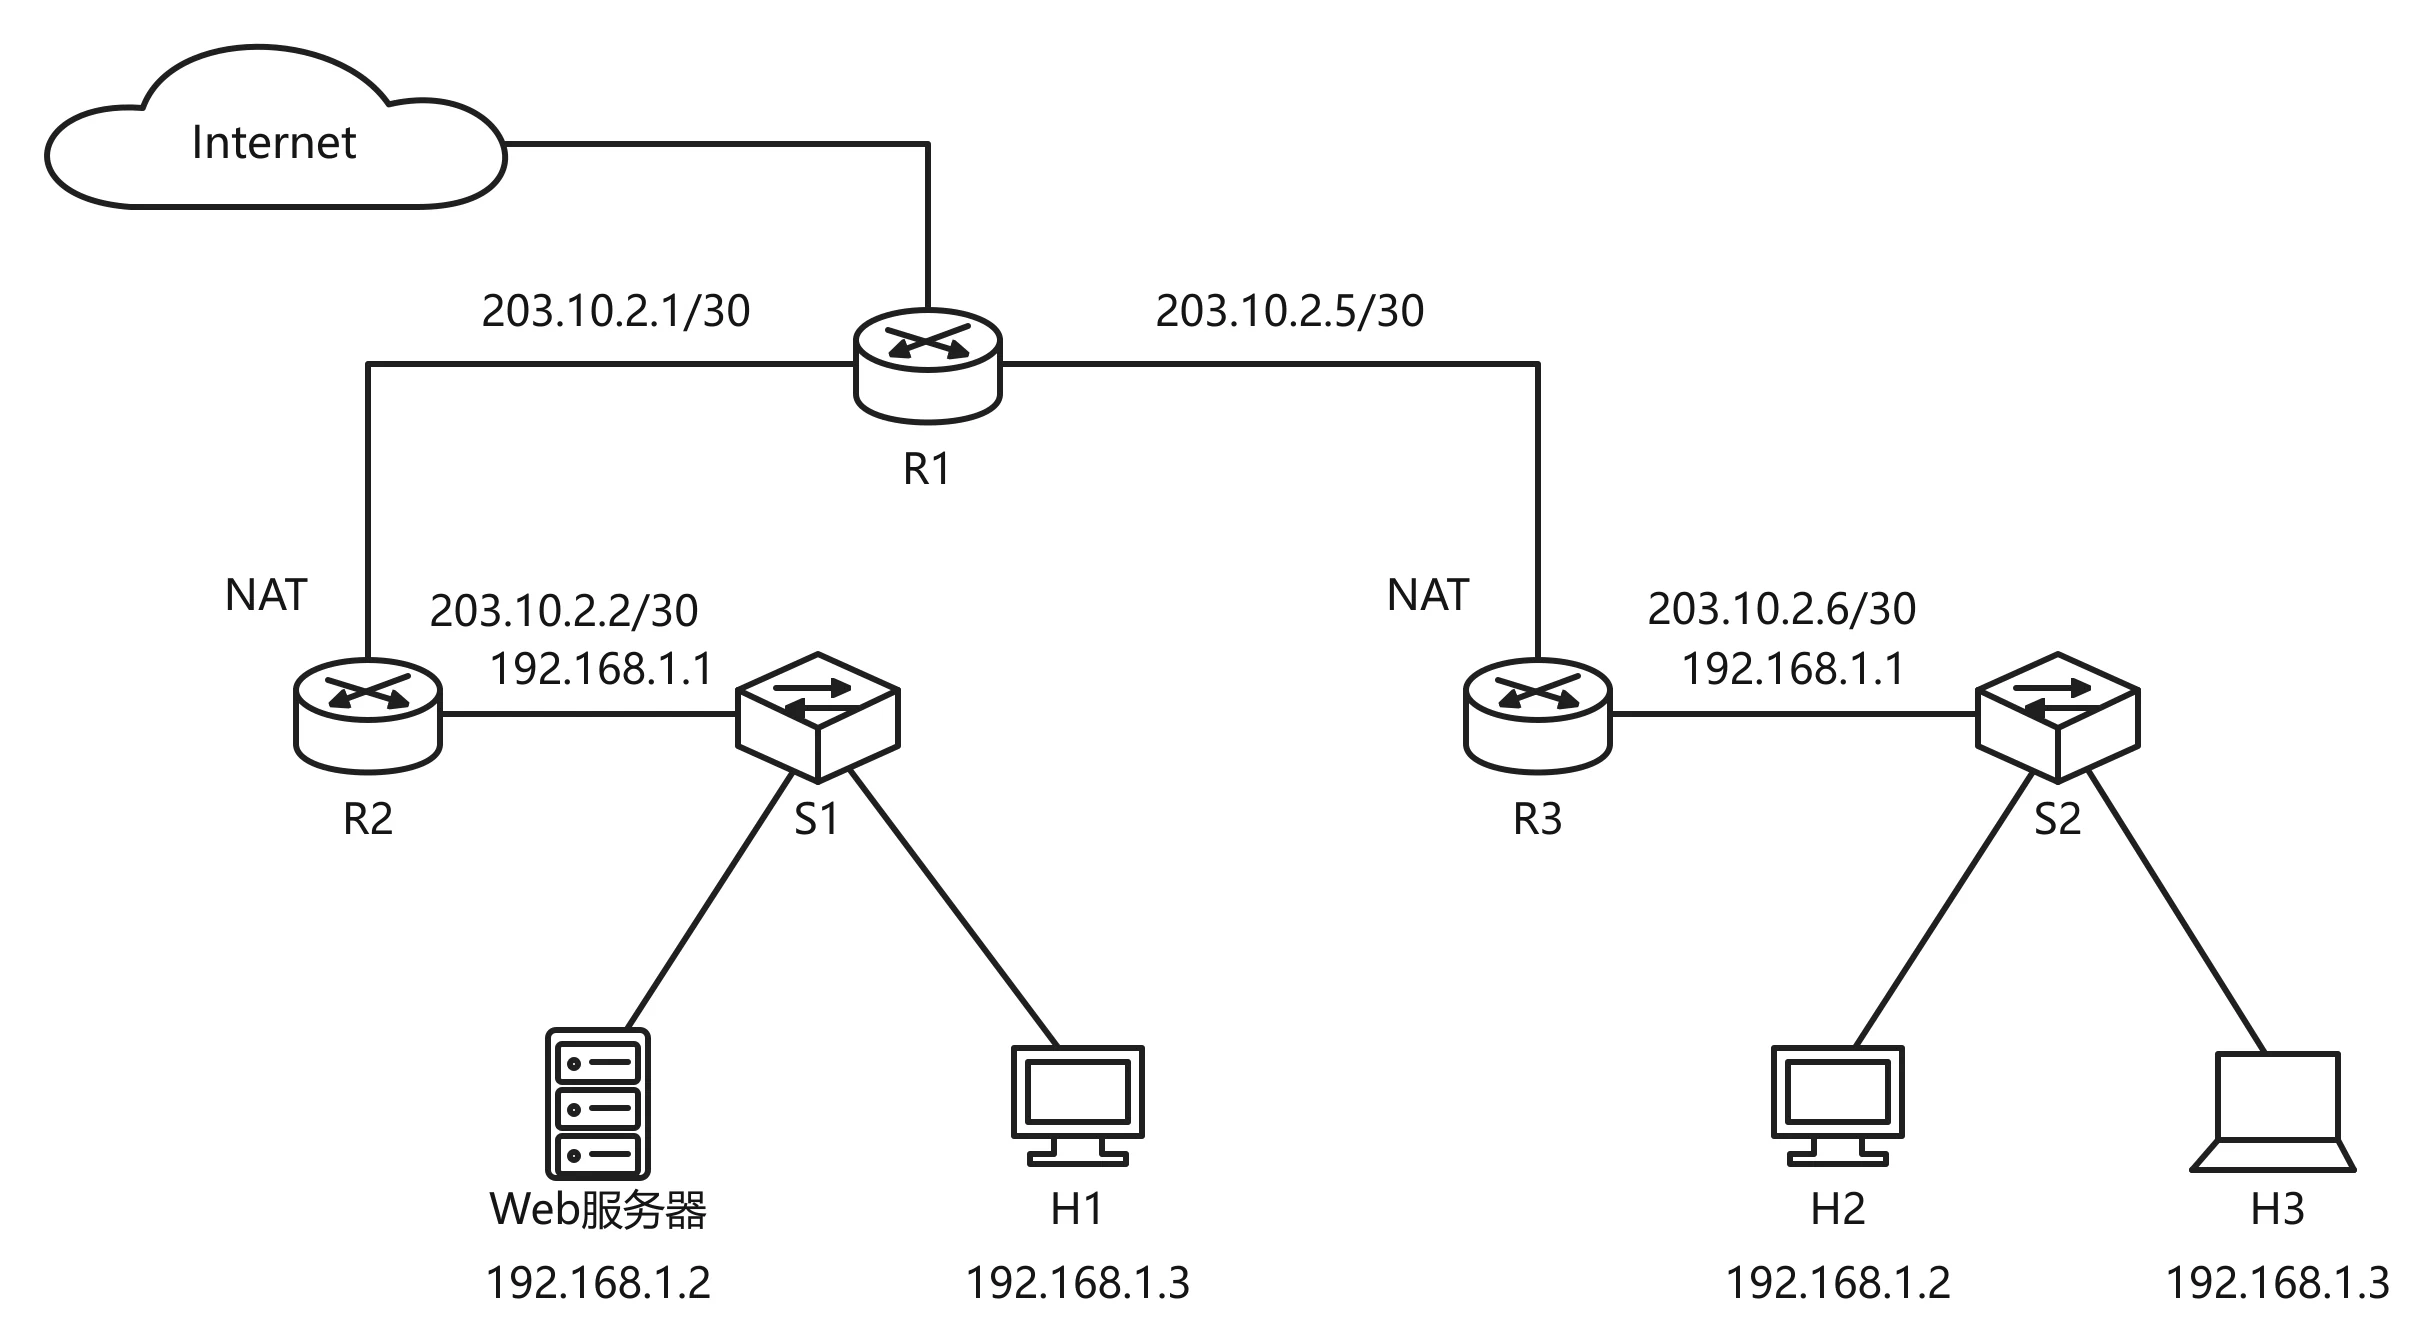 Internet
203.10.2.1/30
203.10.2.5/30
R1
NAT
203.10.2.2/30
192.168.1.1
NAT
203.10.2.6/30
192.168.1.1
R2
S1
R3
S2
Web服务器
192.168.1.2
H1
192.168.1.3
H2
192.168.1.2
H3
192.168.1.3